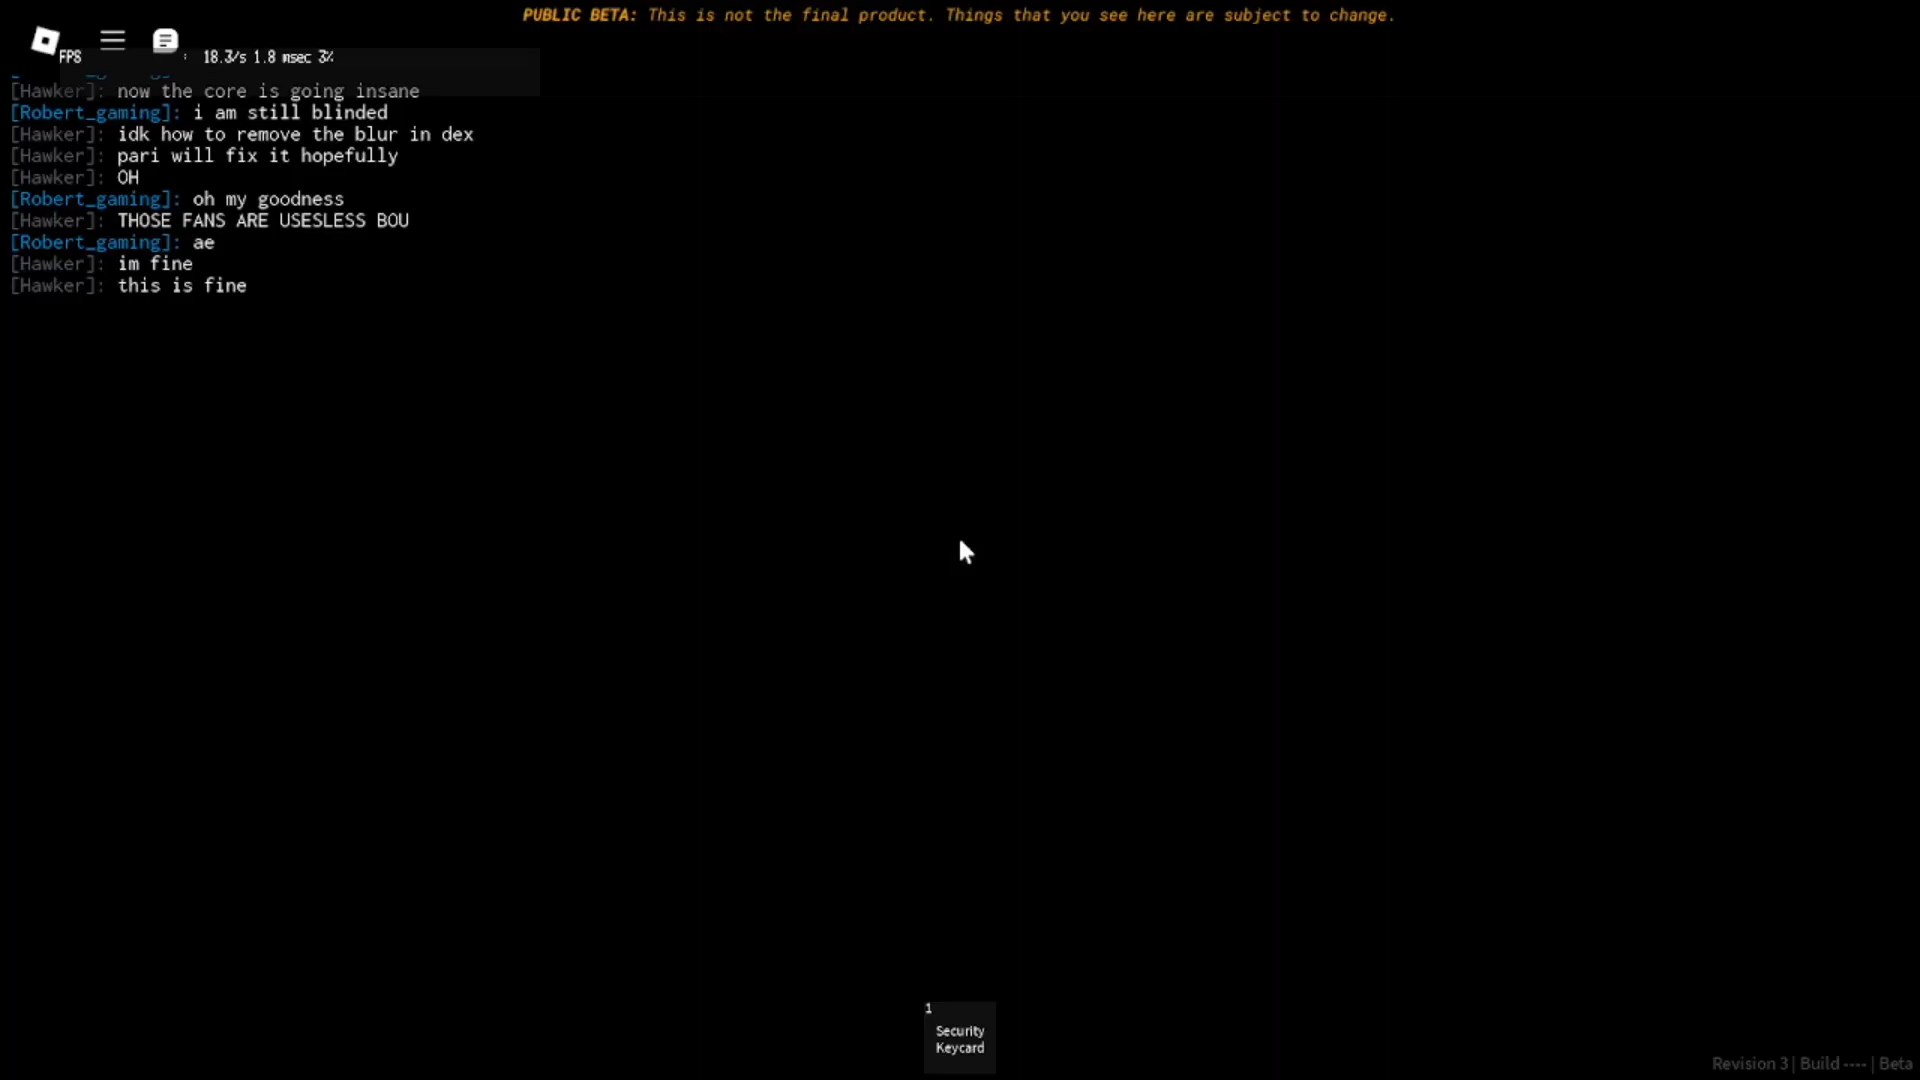 PUBLIC BETA: This is not the final product. Things that you see here are subject to change.
FPS : 18.3/s 1.8 msec 3%
[Hawker]: now the core is going insane
[Robert_gaming]: i am still blinded
[Hawker]: idk how to remove the blur in dex
[Hawker]: pari will fix it hopefully
[Hawker]: OH
[Robert_gaming]: oh my goodness
[Hawker]: THOSE FANS ARE USESLESS BOU
[Robert_gaming]: ae
[Hawker]: im fine
[Hawker]: this is fine
1
Security
Keycard
Revision 3 | Build ---- | Beta